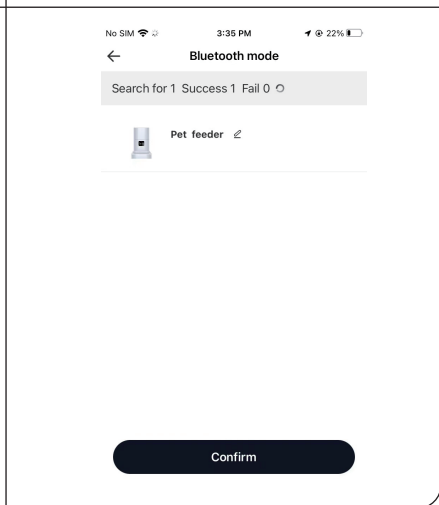 No SIM 3:35 PM 22%
Bluetooth mode
Search for 1 Success 1 Fail 0
Pet feeder
Confirm